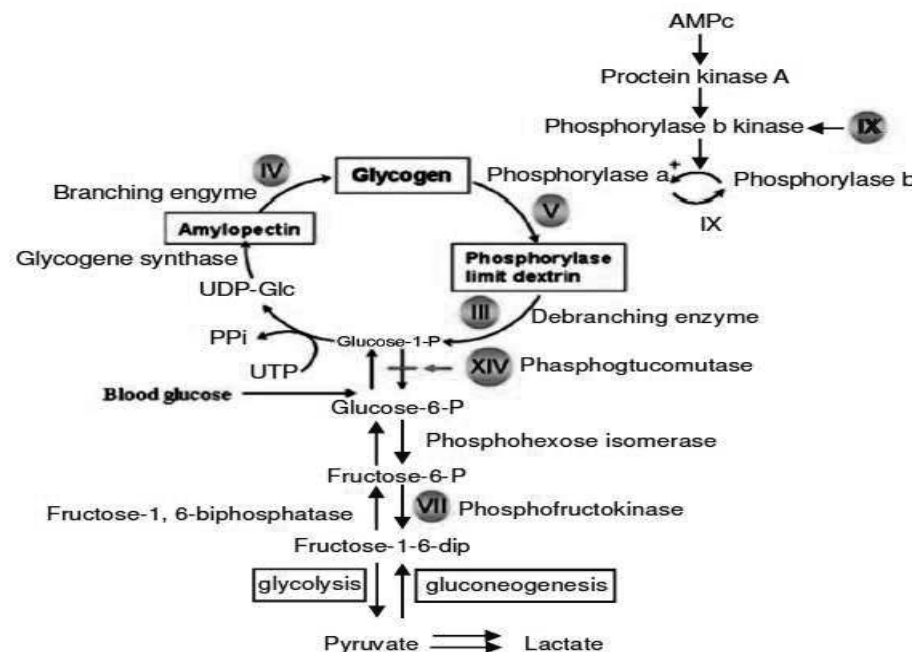 AMPc
Proctein kinase A
Phosphorylase b kinase
IX
Phosphorylase a
+
Phosphorylase b
IX
IV
Glycogen
Branching engyme
V
Amylopectin
Phosphorylase
limit dextrin
Glycogene synthase
UDP-Glc
III
Debranching enzyme
PPi
Glucose-1-P
UTP
XIV
Phasphogtucomutase
Blood glucose
Glucose-6-P
Phosphohexose isomerase
Fructose-6-P
Fructose-1, 6-biphosphatase
VII
Phosphofructokinase
Fructose-1-6-dip
glycolysis
gluconeogenesis
Pyruvate
Lactate